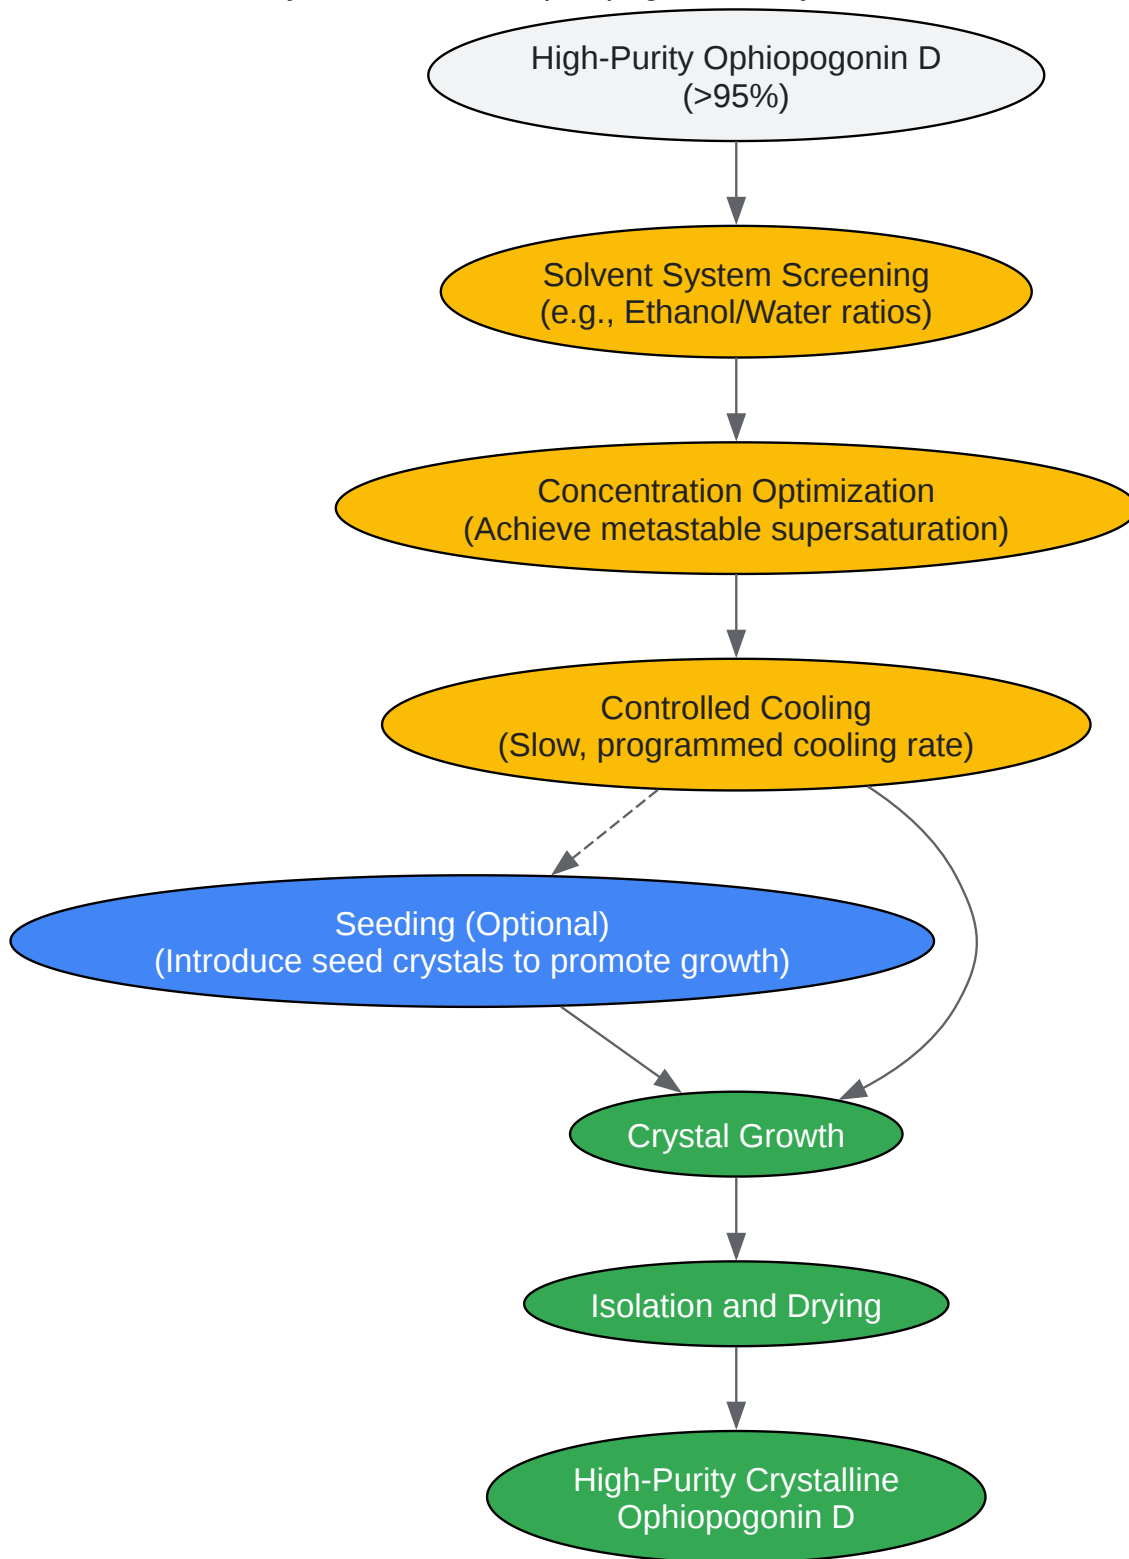 High-Purity Ophiopogonin D
(>95%)
Solvent System Screening
(e.g., Ethanol/Water ratios)
Concentration Optimization
(Achieve metastable supersaturation)
Controlled Cooling
(Slow, programmed cooling rate)
Seeding (Optional)
(Introduce seed crystals to promote growth)
Crystal Growth
Isolation and Drying
High-Purity Crystalline
Ophiopogonin D